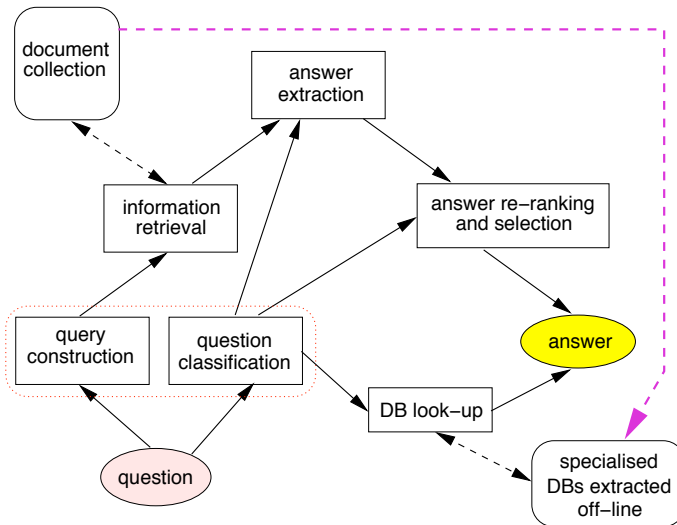 document
collection
answer
extraction
information
retrieval
answer re-ranking
and selection
query
construction
question
classification
answer
DB look-up
question
specialised
DBs extracted
off-line